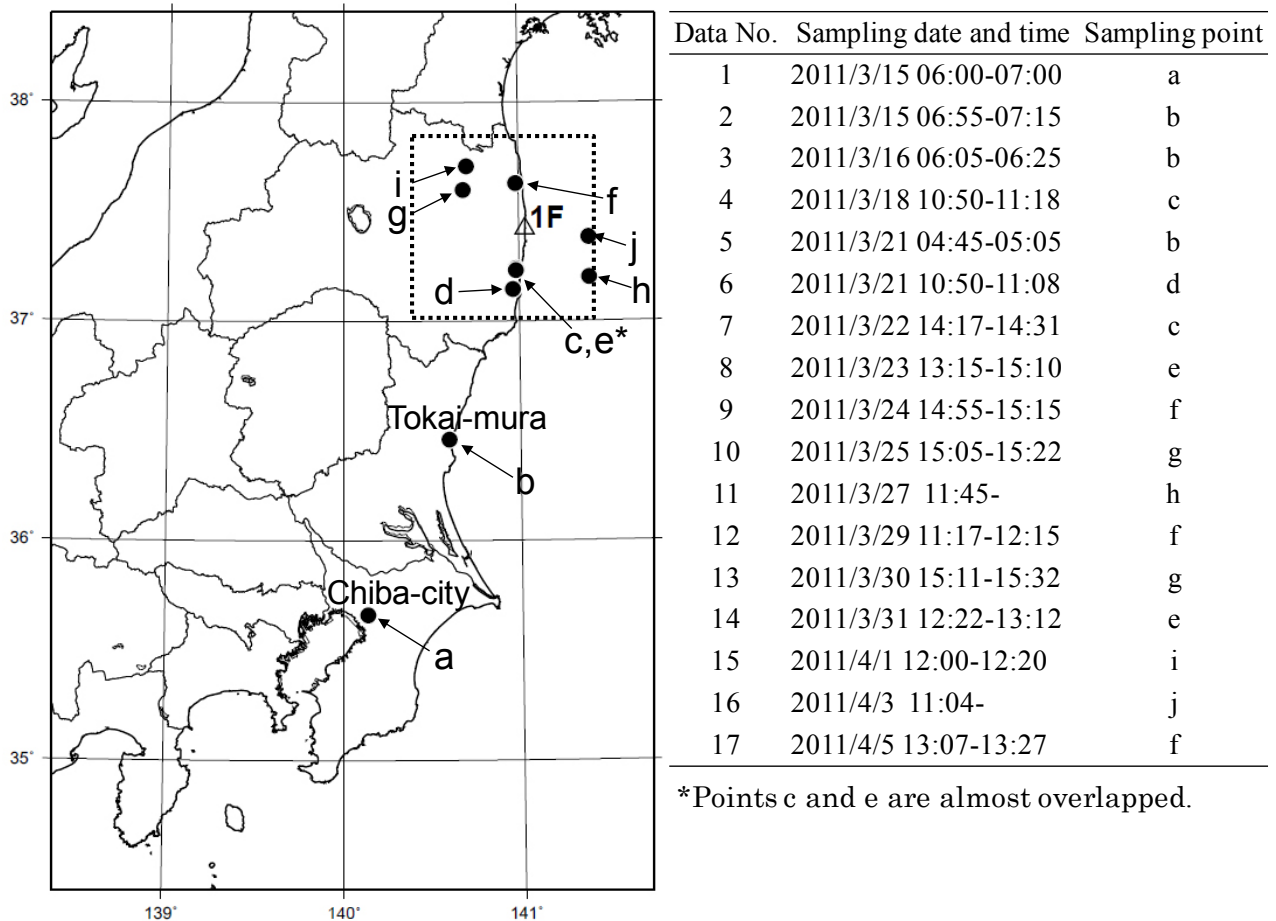 38˚
37˚
36˚
35˚
139˚
140˚
141˚
i
g
f
1F
j
d
h
c,e*
Tokai-mura
b
Chiba-city
a
Data No. Sampling date and time Sampling point
1 2011/3/15 06:00-07:00 a
2 2011/3/15 06:55-07:15 b
3 2011/3/16 06:05-06:25 b
4 2011/3/18 10:50-11:18 c
5 2011/3/21 04:45-05:05 b
6 2011/3/21 10:50-11:08 d
7 2011/3/22 14:17-14:31 c
8 2011/3/23 13:15-15:10 e
9 2011/3/24 14:55-15:15 f
10 2011/3/25 15:05-15:22 g
11 2011/3/27 11:45- h
12 2011/3/29 11:17-12:15 f
13 2011/3/30 15:11-15:32 g
14 2011/3/31 12:22-13:12 e
15 2011/4/1 12:00-12:20 i
16 2011/4/3 11:04- j
17 2011/4/5 13:07-13:27 f
*Points c and e are almost overlapped.